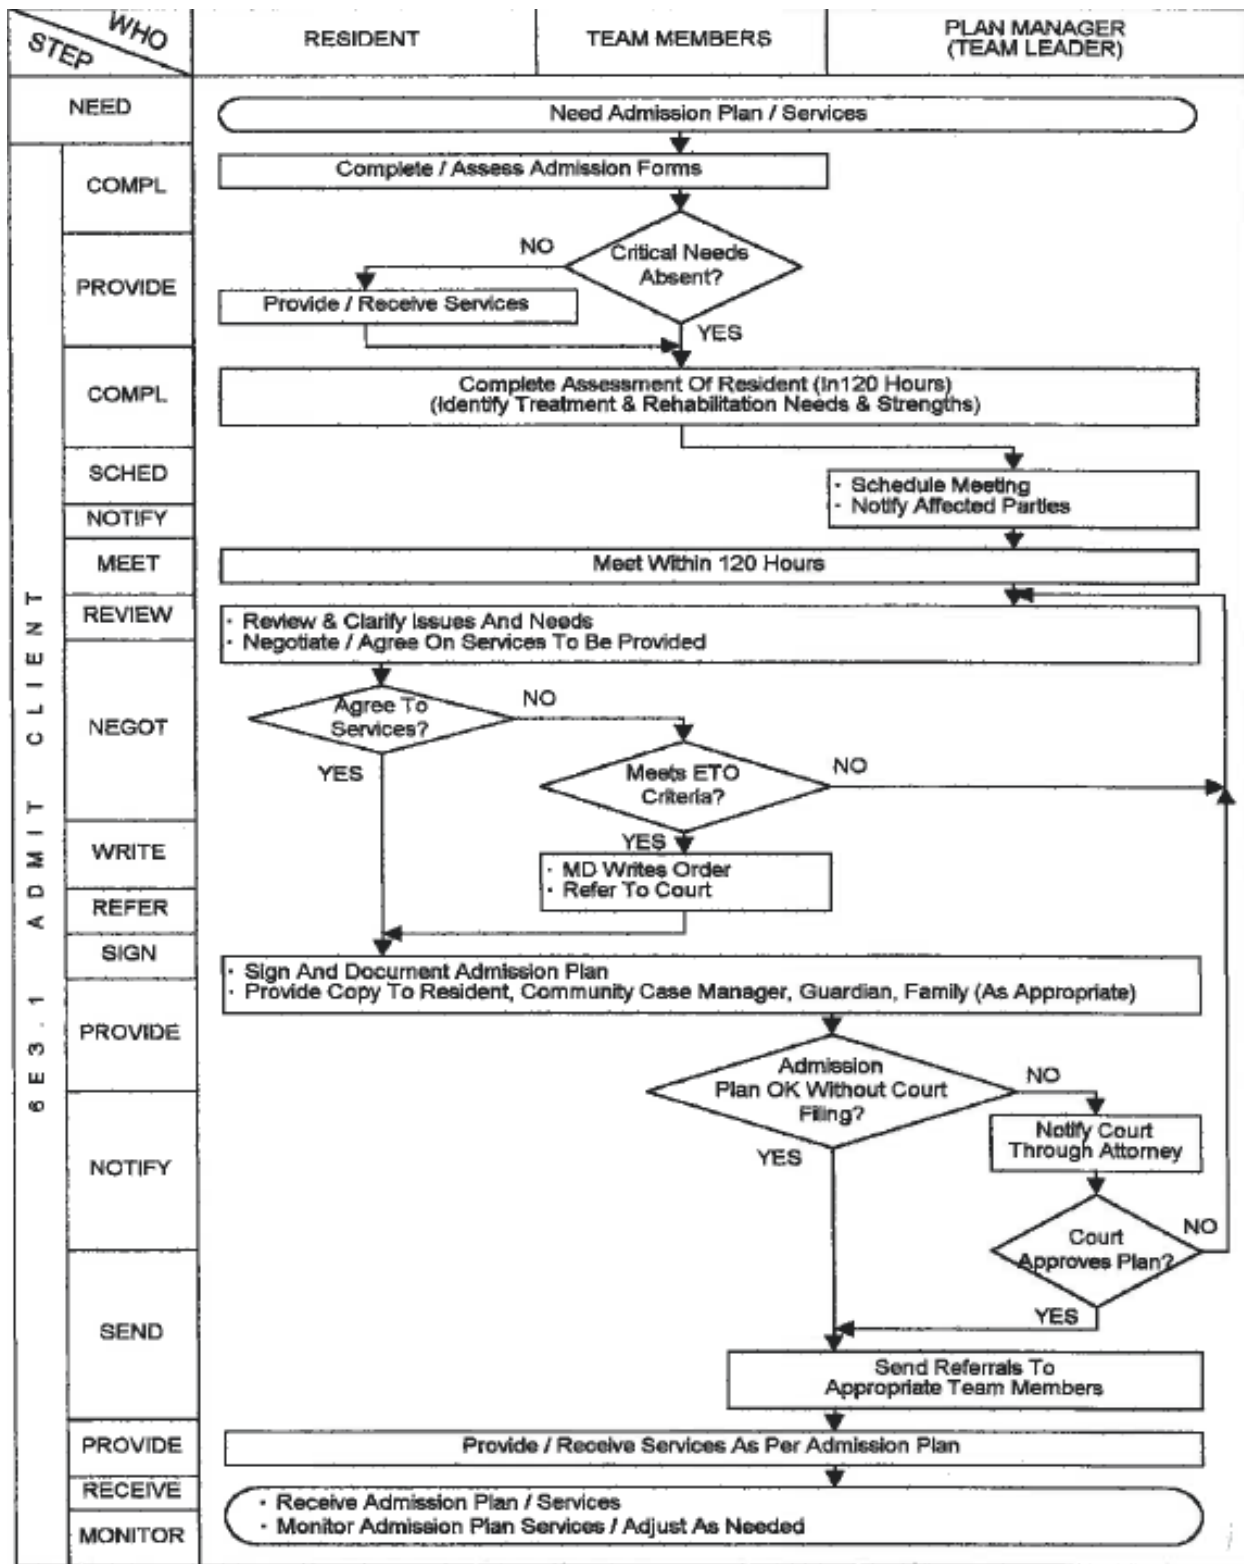 WHO
STEP
RESIDENT
TEAM MEMBERS
PLAN MANAGER
(TEAM LEADER)
NEED
Need Admission Plan / Services
6E3.1 ADMIT CLIENT
COMPL
Complete / Assess Admission Forms
Critical Needs
Absent?
NO
PROVIDE
Provide / Receive Services
YES
COMPL
Complete Assessment Of Resident (In120 Hours)
(Identify Treatment & Rehabilitation Needs & Strengths)
SCHED
· Schedule Meeting
· Notify Affected Parties
NOTIFY
MEET
Meet Within 120 Hours
REVIEW
· Review & Clarify Issues And Needs
· Negotiate / Agree On Services To Be Provided
NEGOT
Agree To
Services?
NO
YES
Meets ETO
Criteria?
NO
YES
WRITE
· MD Writes Order
· Refer To Court
REFER
SIGN
· Sign And Document Admission Plan
· Provide Copy To Resident, Community Case Manager, Guardian, Family (As Appropriate)
PROVIDE
Admission
Plan OK Without Court
Filing?
NO
YES
NOTIFY
Notify Court
Through Attorney
Court
Approves Plan?
NO
YES
SEND
Send Referrals To
Appropriate Team Members
PROVIDE
Provide / Receive Services As Per Admission Plan
RECEIVE
· Receive Admission Plan / Services
· Monitor Admission Plan Services / Adjust As Needed
MONITOR